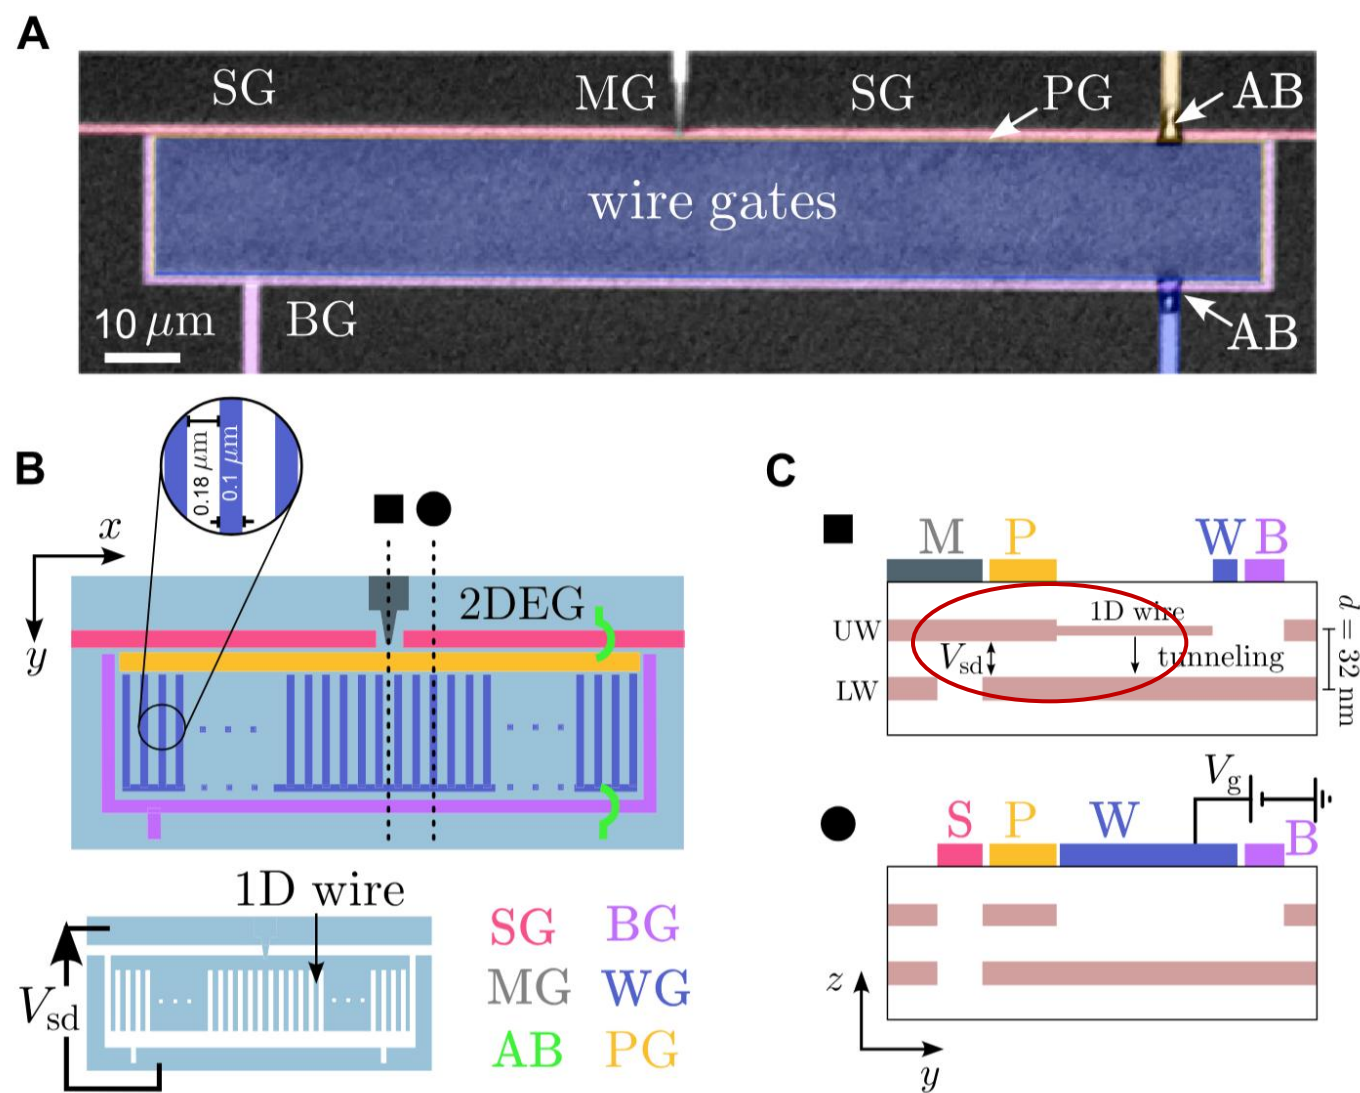 A
SG
MG
SG
PG
AB
wire gates
10 μm
BG
AB
B
0.18 μm
0.1 μm
x
y
2DEG
1D wire
V_sd
SG BG
MG WG
AB PG
C
M P W B
UW
1D wire
V_sd
tunneling
LW
d = 32 nm
V_g
S P W B
z
y